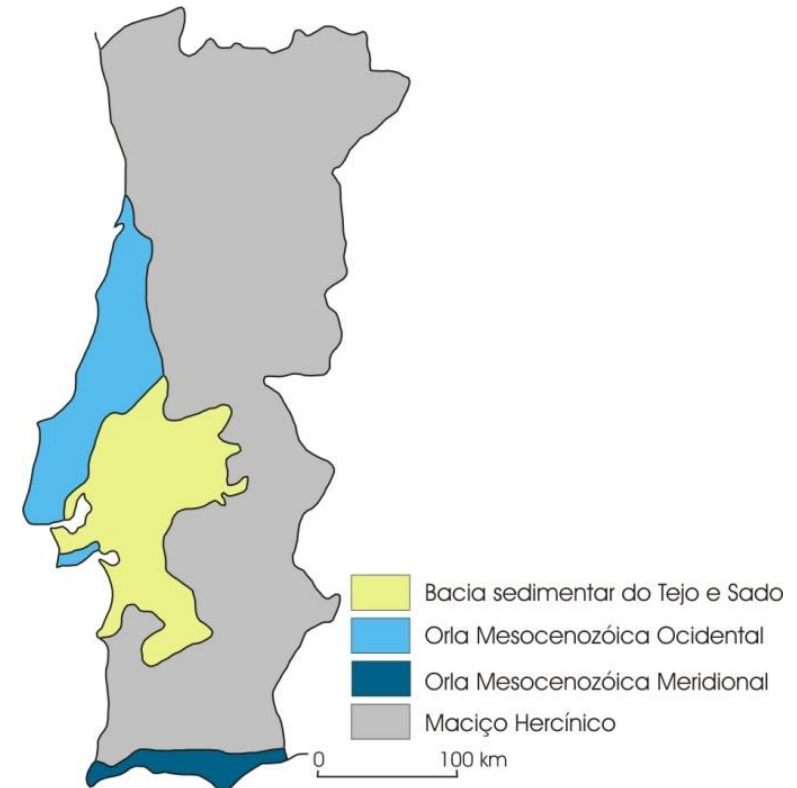 Bacia sedimentar do Tejo e Sado
Orla Mesocenozóica Ocidental
Orla Mesocenozóica Meridional
Maciço Hercínico
0 100 km